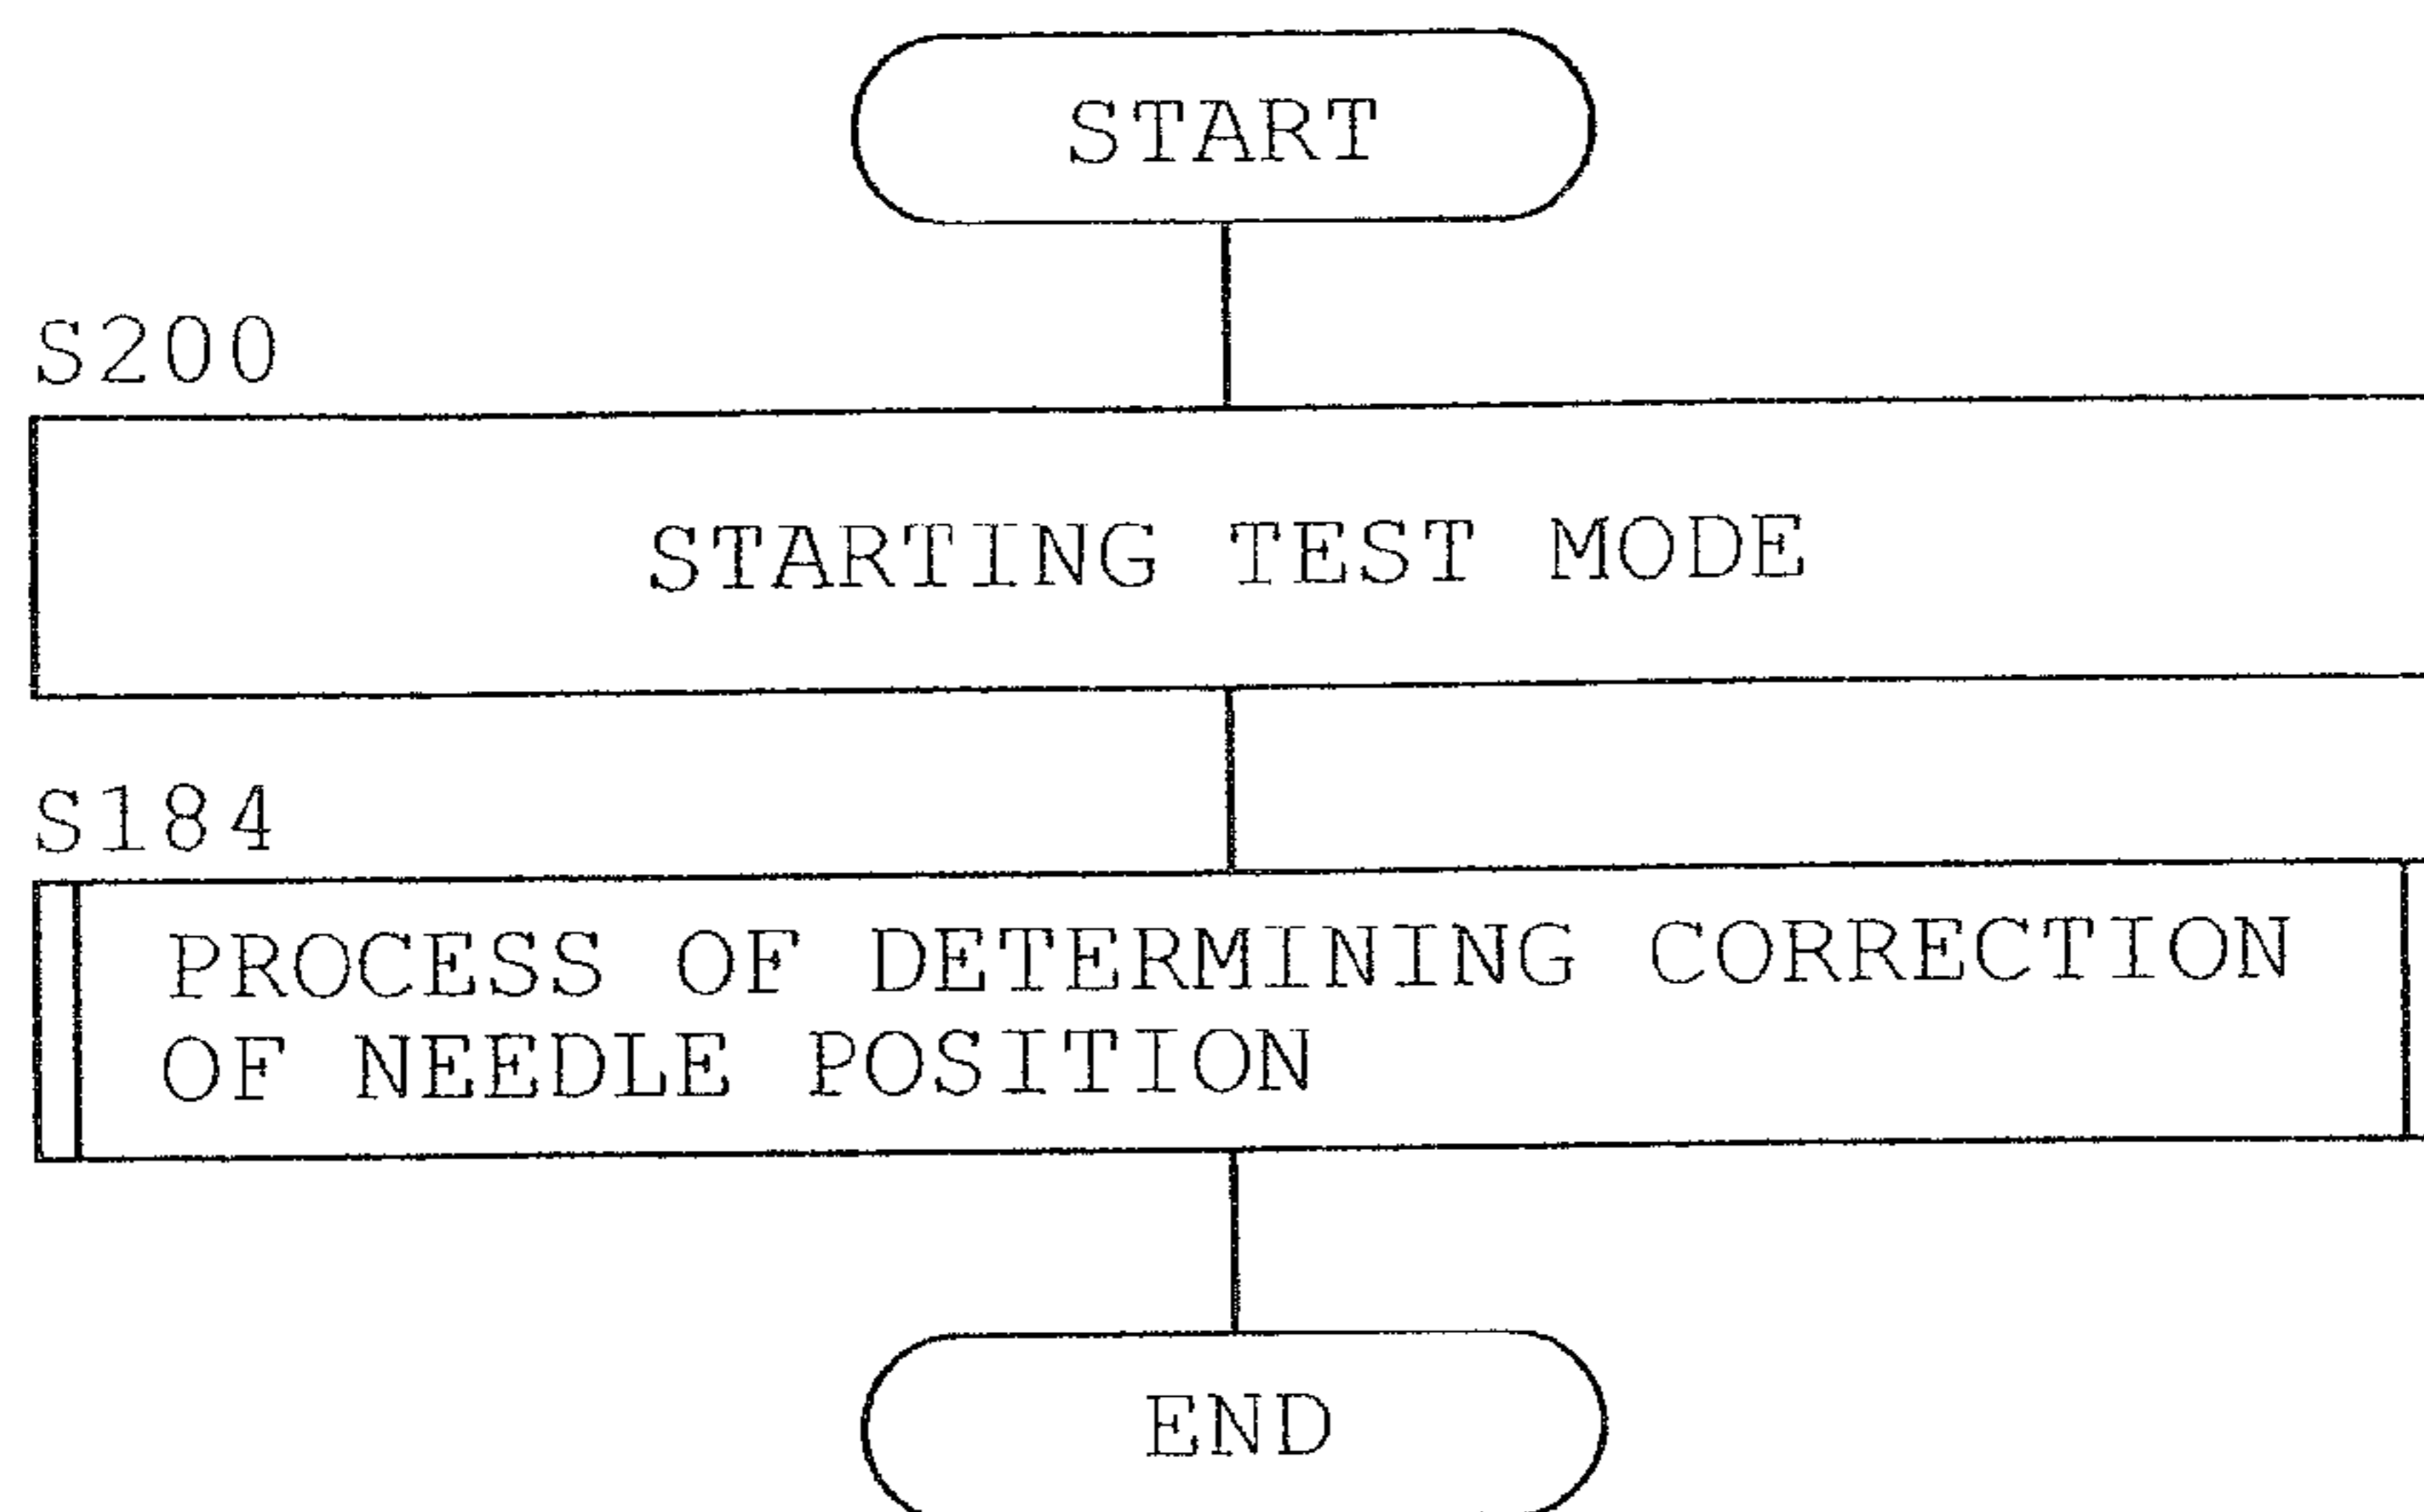 START
S200
STARTING TEST MODE
S184
PROCESS OF DETERMINING CORRECTION
OF NEEDLE POSITION
END